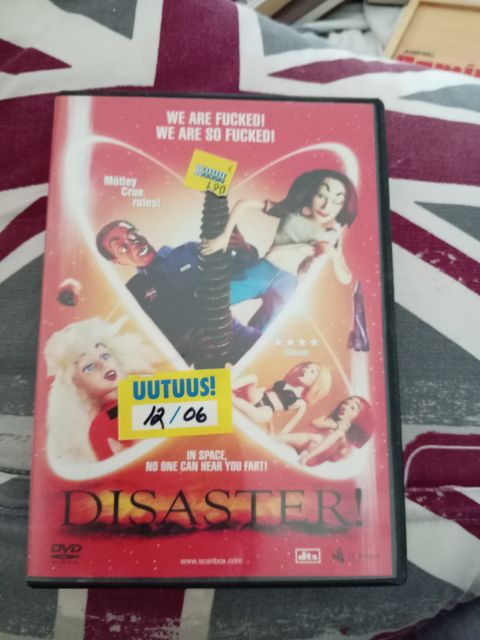 WE ARE FUCKED!
WE ARE SO FUCKED!
Mötley
Crüe
rules!
UUTUUS!
12/06
IN SPACE,
NO ONE CAN HEAR YOU FART!
DISASTER!
DVD
www.scanbox.com
dts